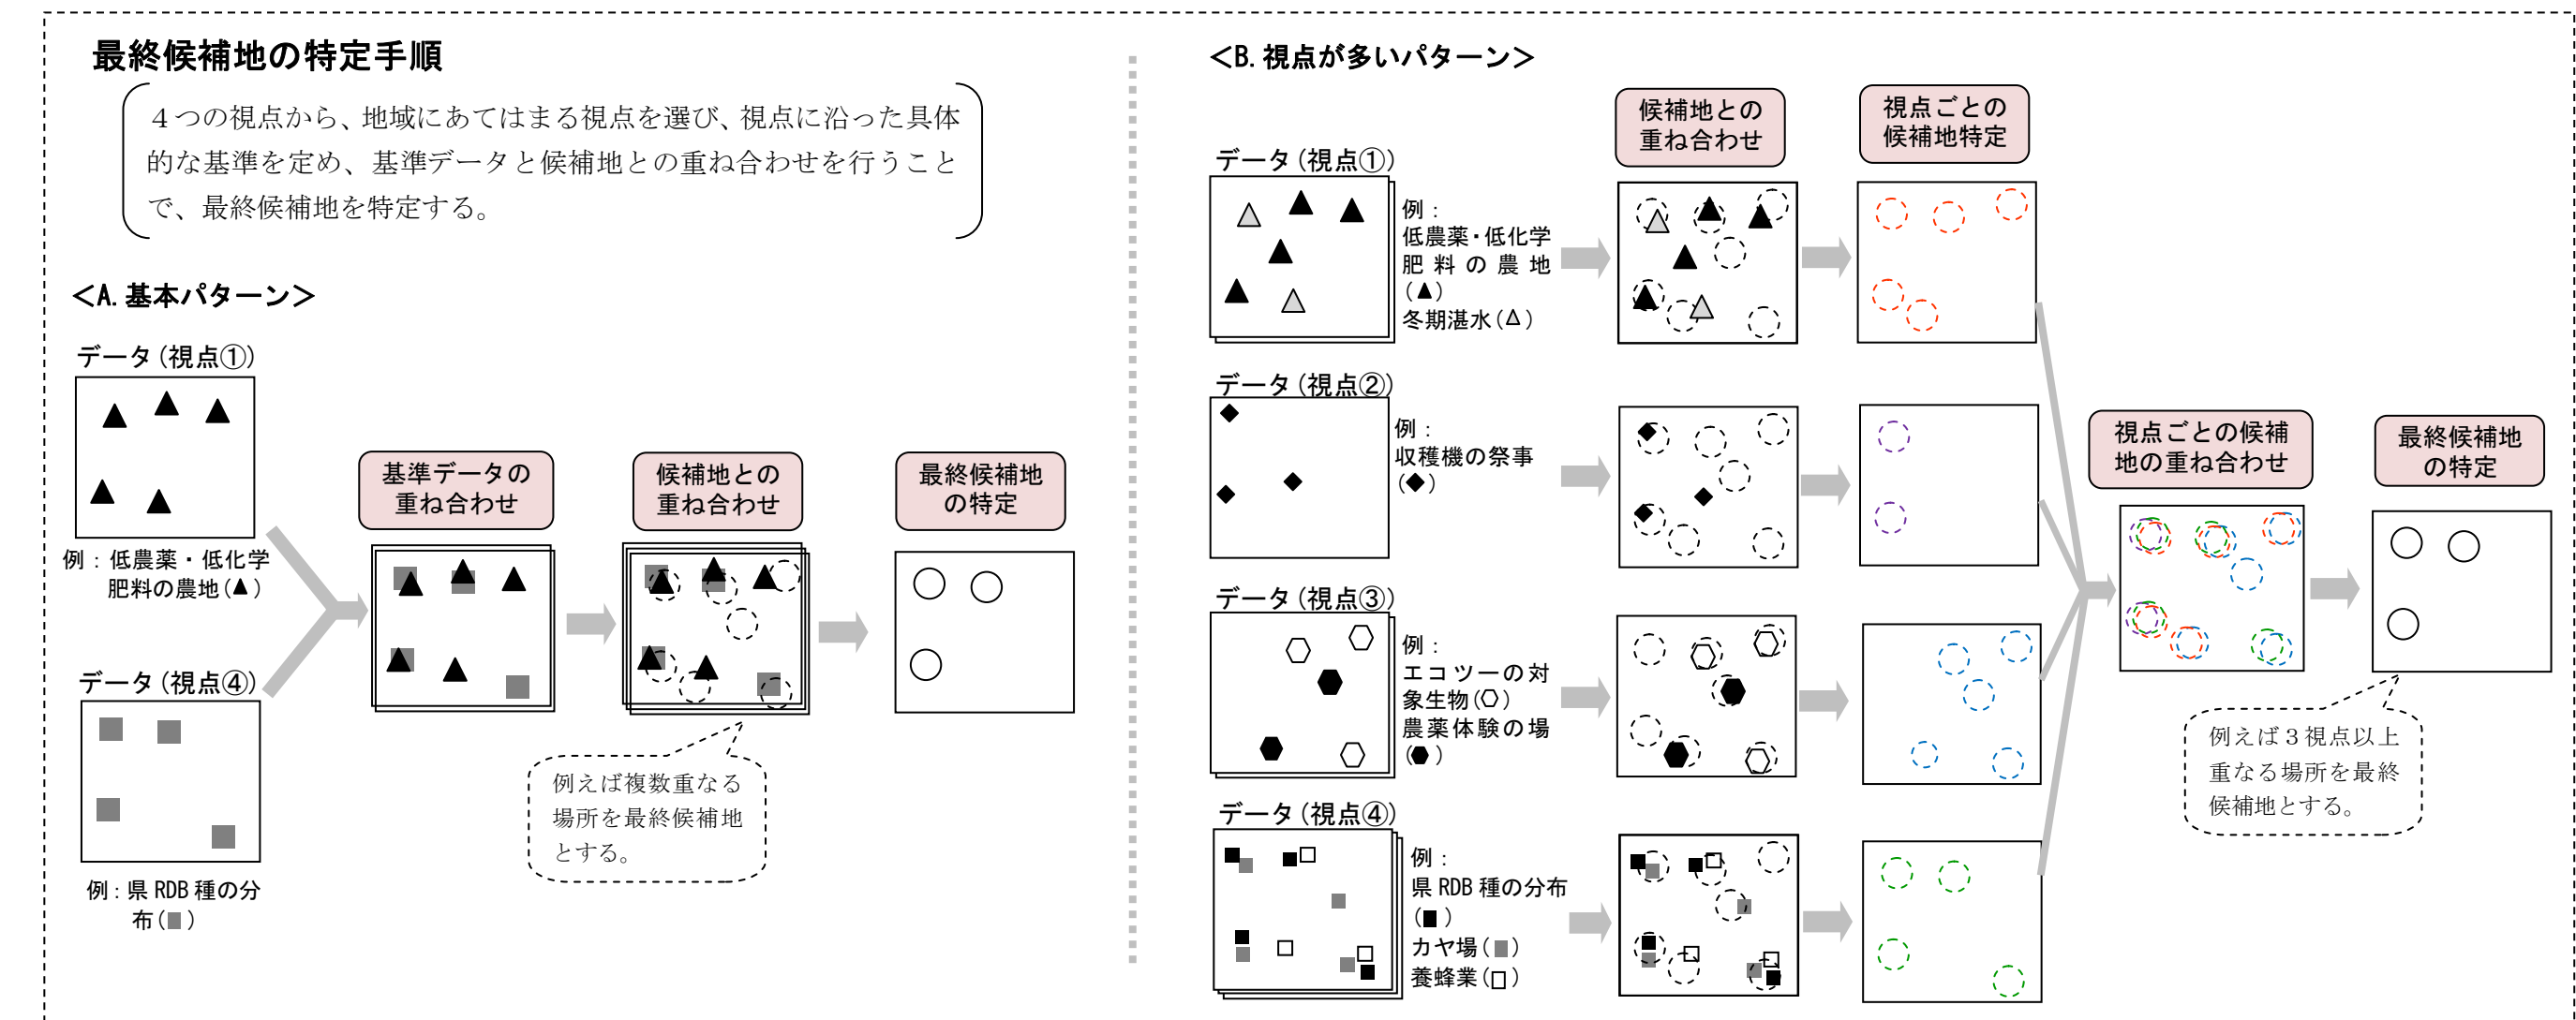 最終候補地の特定手順
４つの視点から、地域にあてはまる視点を選び、視点に沿った具体
的な基準を定め、基準データと候補地との重ね合わせを行うこと
で、最終候補地を特定する。
＜A.基本パターン＞
データ(視点①)
例：低農薬・低化学
肥料の農地(▲)
データ(視点④)
例：県 RDB 種の分
布(■)
基準データの
重ね合わせ
候補地との
重ね合わせ
最終候補地
の特定
例えば複数重なる
場所を最終候補地
とする。
＜B.視点が多いパターン＞
候補地との
重ね合わせ
視点ごとの
候補地特定
データ(視点①)
例：
低農薬・低化学
肥料の農地
(▲)
冬期湛水(△)
データ(視点②)
例：
収穫機の祭事
(◆)
データ(視点③)
例：
エコツーの対
象生物(⬡)
農薬体験の場
(⬢)
データ(視点④)
例：
県 RDB 種の分布
(■)
カヤ場(■)
養蜂業(□)
視点ごとの候補
地の重ね合わせ
最終候補地
の特定
例えば３視点以上
重なる場所を最終
候補地とする。